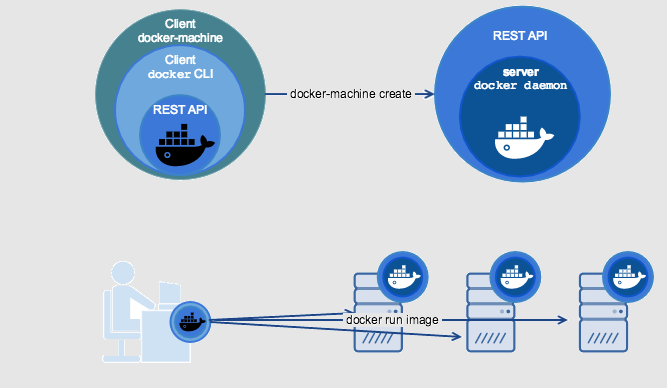 Client
docker-machine
Client
docker CLI
REST API
docker-machine create
REST API
server
docker daemon
docker run image